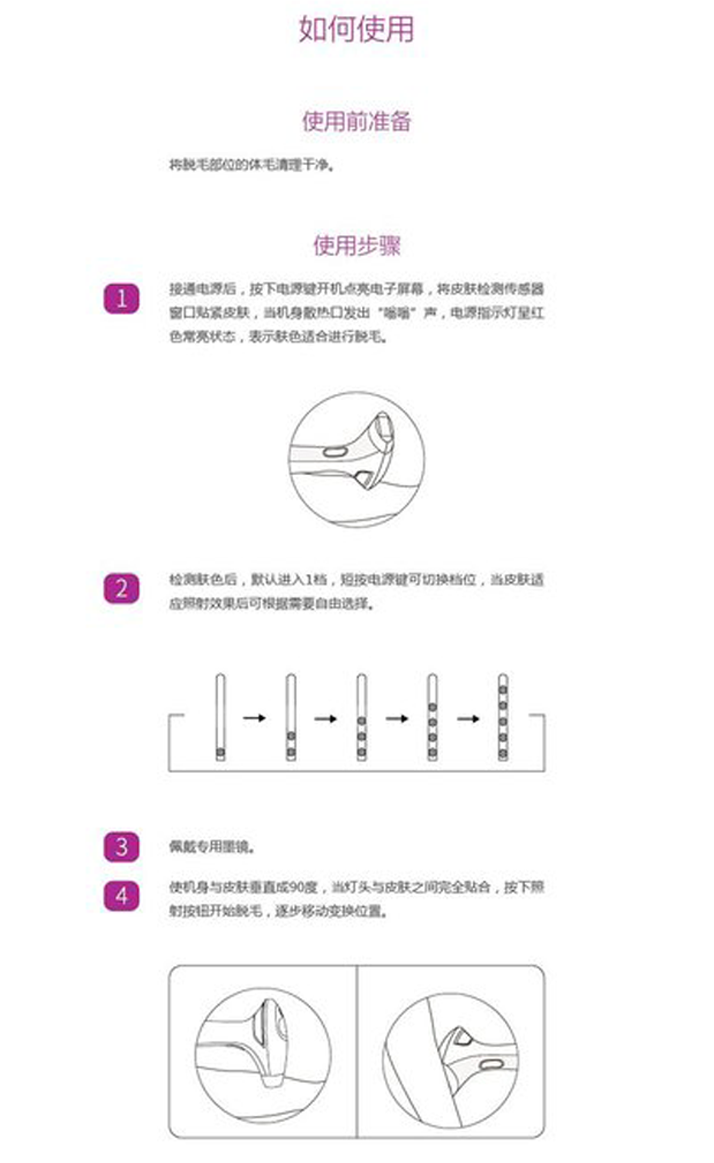 如何使用
使用前准备
将脱毛部位的体毛清理干净。
使用步骤
1
接通电源后，按下电源键开机点亮电子屏幕，将皮肤检测传感器
窗口贴紧皮肤，当机身散热口发出“嗡嗡”声，电源指示灯呈红
色常亮状态，表示肤色适合进行脱毛。
2
检测肤色后，默认进入1档，短按电源键可切换档位，当皮肤适
应照射效果后可根据需要自由选择。
3
佩戴专用墨镜。
4
使机身与皮肤垂直成90度，当灯头与皮肤之间完全贴合，按下照
射按钮开始脱毛，逐步移动变换位置。